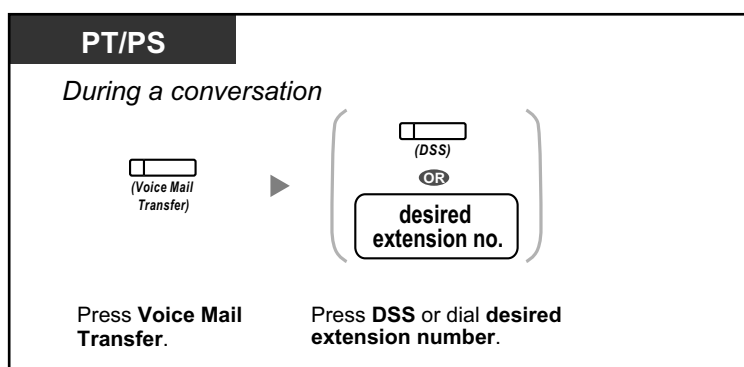 PT/PS
During a conversation
(Voice Mail
Transfer)
(DSS)
OR
desired
extension no.
Press Voice Mail
Transfer.
Press DSS or dial desired
extension number.